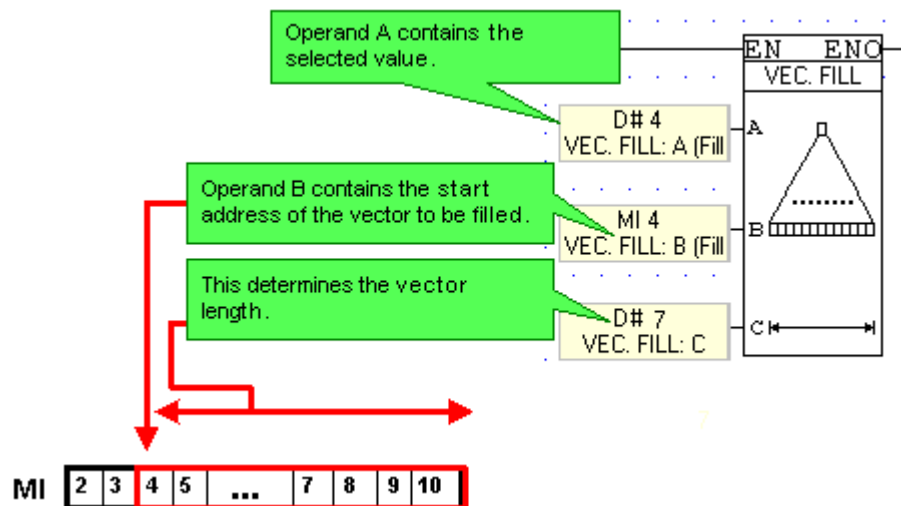 Operand A contains the
selected value.
EN ENO
VEC. FILL
D# 4
VEC. FILL: A (Fill
A
Operand B contains the start
address of the vector to be filled.
MI 4
VEC. FILL: B (Fill
B
This determines the vector
length.
D# 7
VEC. FILL: C
C
7
MI 2 3 4 5 ... 7 8 9 10